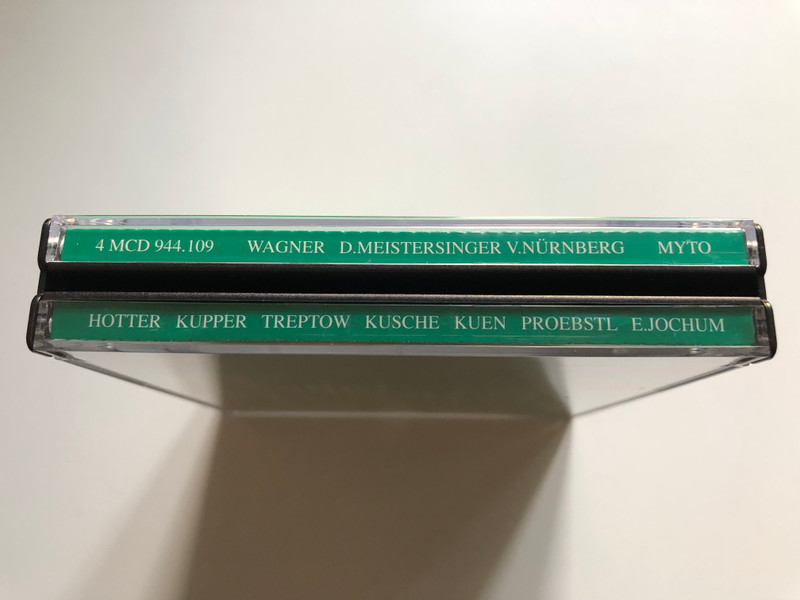 4 MCD 944.109 WAGNER D.MEISTERSINGER V.NÜRNBERG MYTO
HOTTER KUPPER TREPTOW KUSCHE KUEN PROEBSTL E.JOCHUM